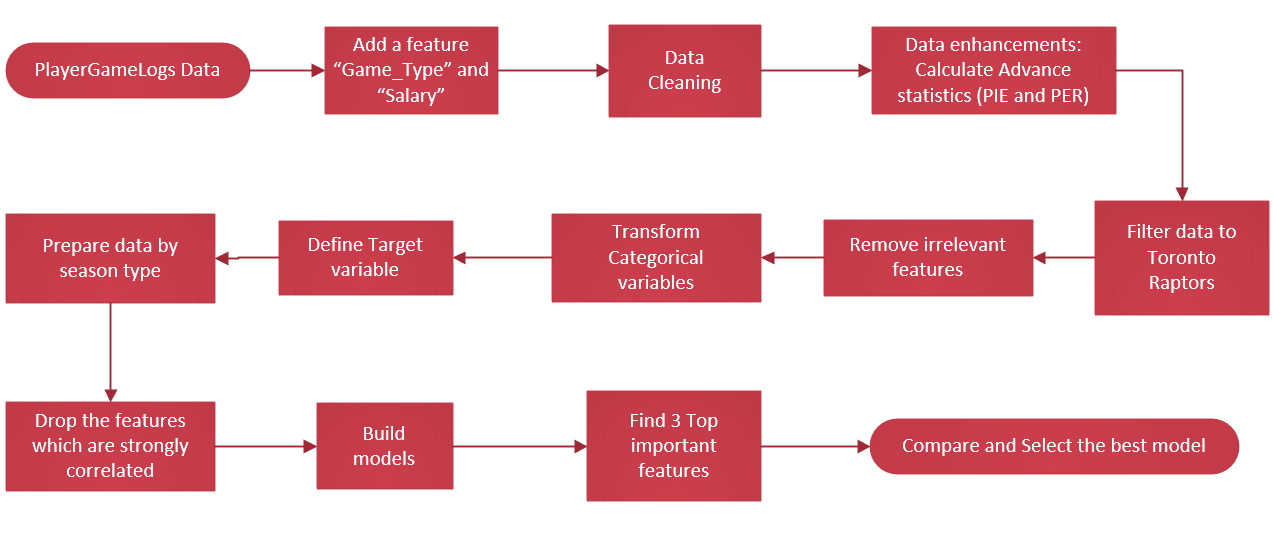 PlayerGameLogs Data
Add a feature
“Game_Type” and
“Salary”
Data
Cleaning
Data enhancements:
Calculate Advance
statistics (PIE and PER)
Filter data to
Toronto
Raptors
Remove irrelevant
features
Transform
Categorical
variables
Define Target
variable
Prepare data by
season type
Drop the features
which are strongly
correlated
Build
models
Find 3 Top
important
features
Compare and Select the best model